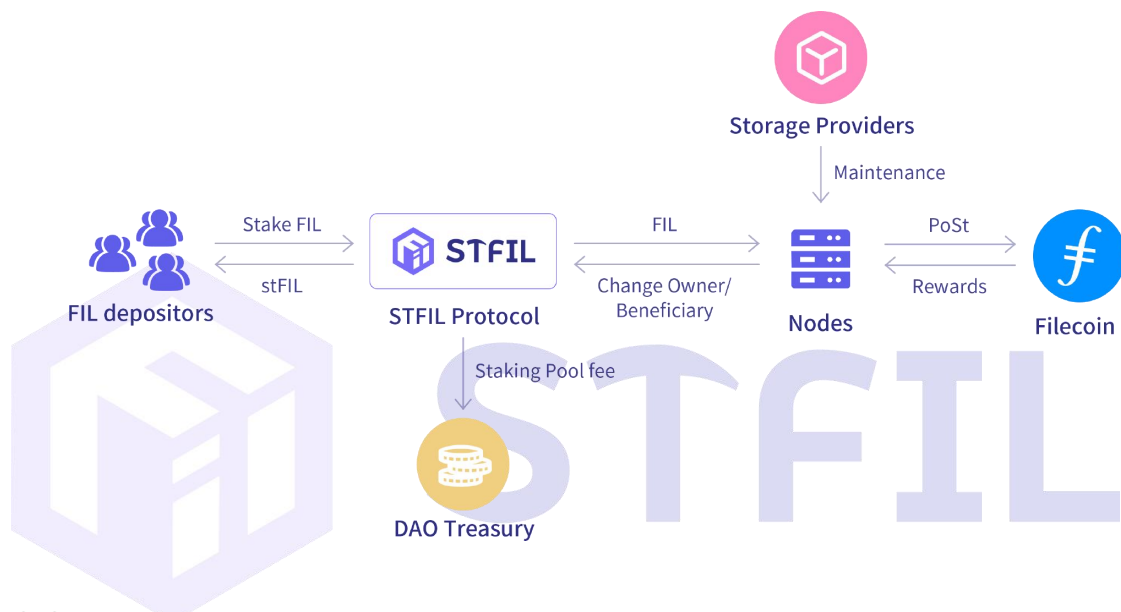 Storage Providers
Maintenance
Stake FIL
stFIL
FIL depositors
STFIL
STFIL Protocol
FIL
Change Owner/
Beneficiary
Nodes
PoSt
Rewards
Filecoin
Staking Pool fee
DAO Treasury
STFIL